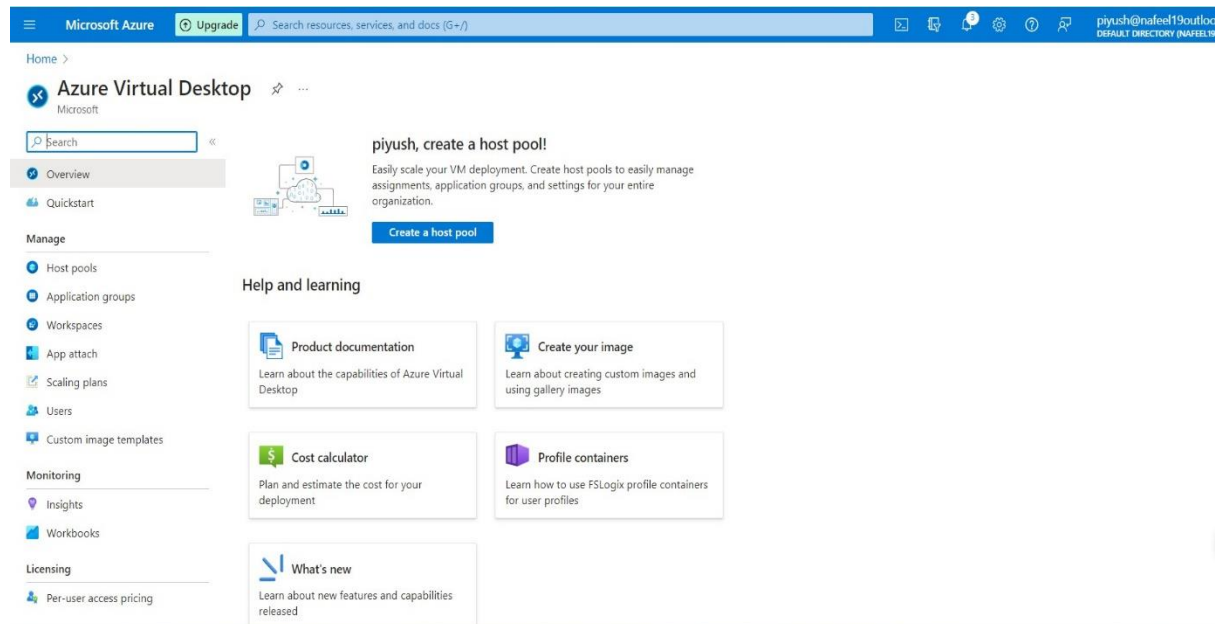 Microsoft Azure
Upgrade
Search resources, services, and docs (G+/)
3
piyush@nafeel19outloo
DEFAULT DIRECTORY (NAFEEL19
Home >
Azure Virtual Desktop
Microsoft
Search
Overview
Quickstart
Manage
Host pools
Application groups
Workspaces
App attach
Scaling plans
Users
Custom image templates
Monitoring
Insights
Workbooks
Licensing
Per-user access pricing
piyush, create a host pool!
Easily scale your VM deployment. Create host pools to easily manage
assignments, application groups, and settings for your entire
organization.
Create a host pool
Help and learning
Product documentation
Learn about the capabilities of Azure Virtual
Desktop
Create your image
Learn about creating custom images and
using gallery images
Cost calculator
Plan and estimate the cost for your
deployment
Profile containers
Learn how to use FSLogix profile containers
for user profiles
What's new
Learn about new features and capabilities
released